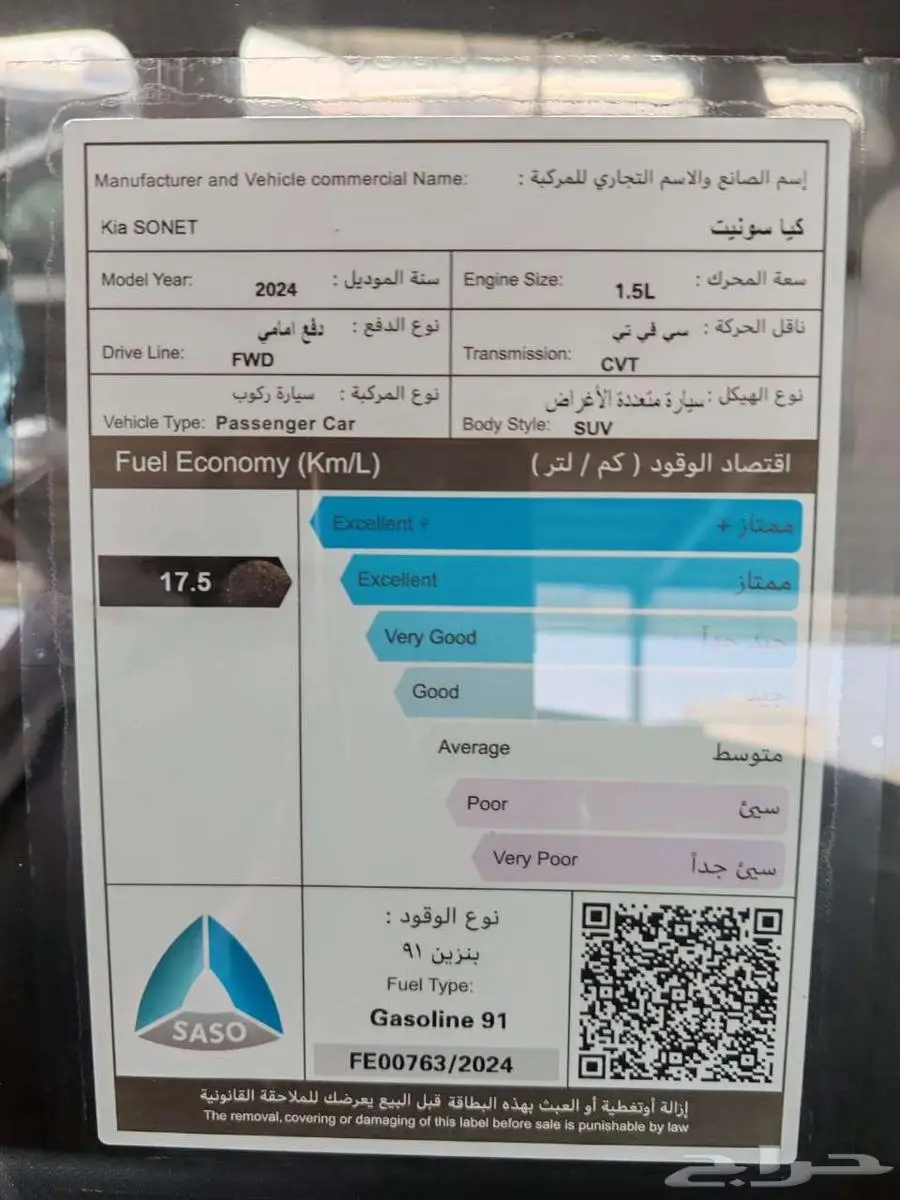 Manufacturer and Vehicle commercial Name: إسم الصانع والاسم التجاري للمركبة :
Kia SONET كيا سونيت
Model Year: 2024 سنة الموديل :
Engine Size: 1.5L سعة المحرك :
نوع الدفع : دفع امامي
Drive Line: FWD
ناقل الحركة : سي في تي
Transmission: CVT
نوع المركبة : سيارة ركوب
Vehicle Type: Passenger Car
نوع الهيكل : سيارة متعددة الأغراض
Body Style: SUV
Fuel Economy (Km/L) اقتصاد الوقود ( كم / لتر )
17.5
Excellent + ممتاز +
Excellent ممتاز
Very Good جيد جداً
Good جيد
Average متوسط
Poor سيئ
Very Poor سيئ جداً
SASO
نوع الوقود :
بنزين ٩١
Fuel Type:
Gasoline 91
FE00763/2024
إزالة أوتغطية أو العبث بهذه البطاقة قبل البيع يعرضك للملاحقة القانونية
The removal, covering or damaging of this label before sale is punishable by law
حراج